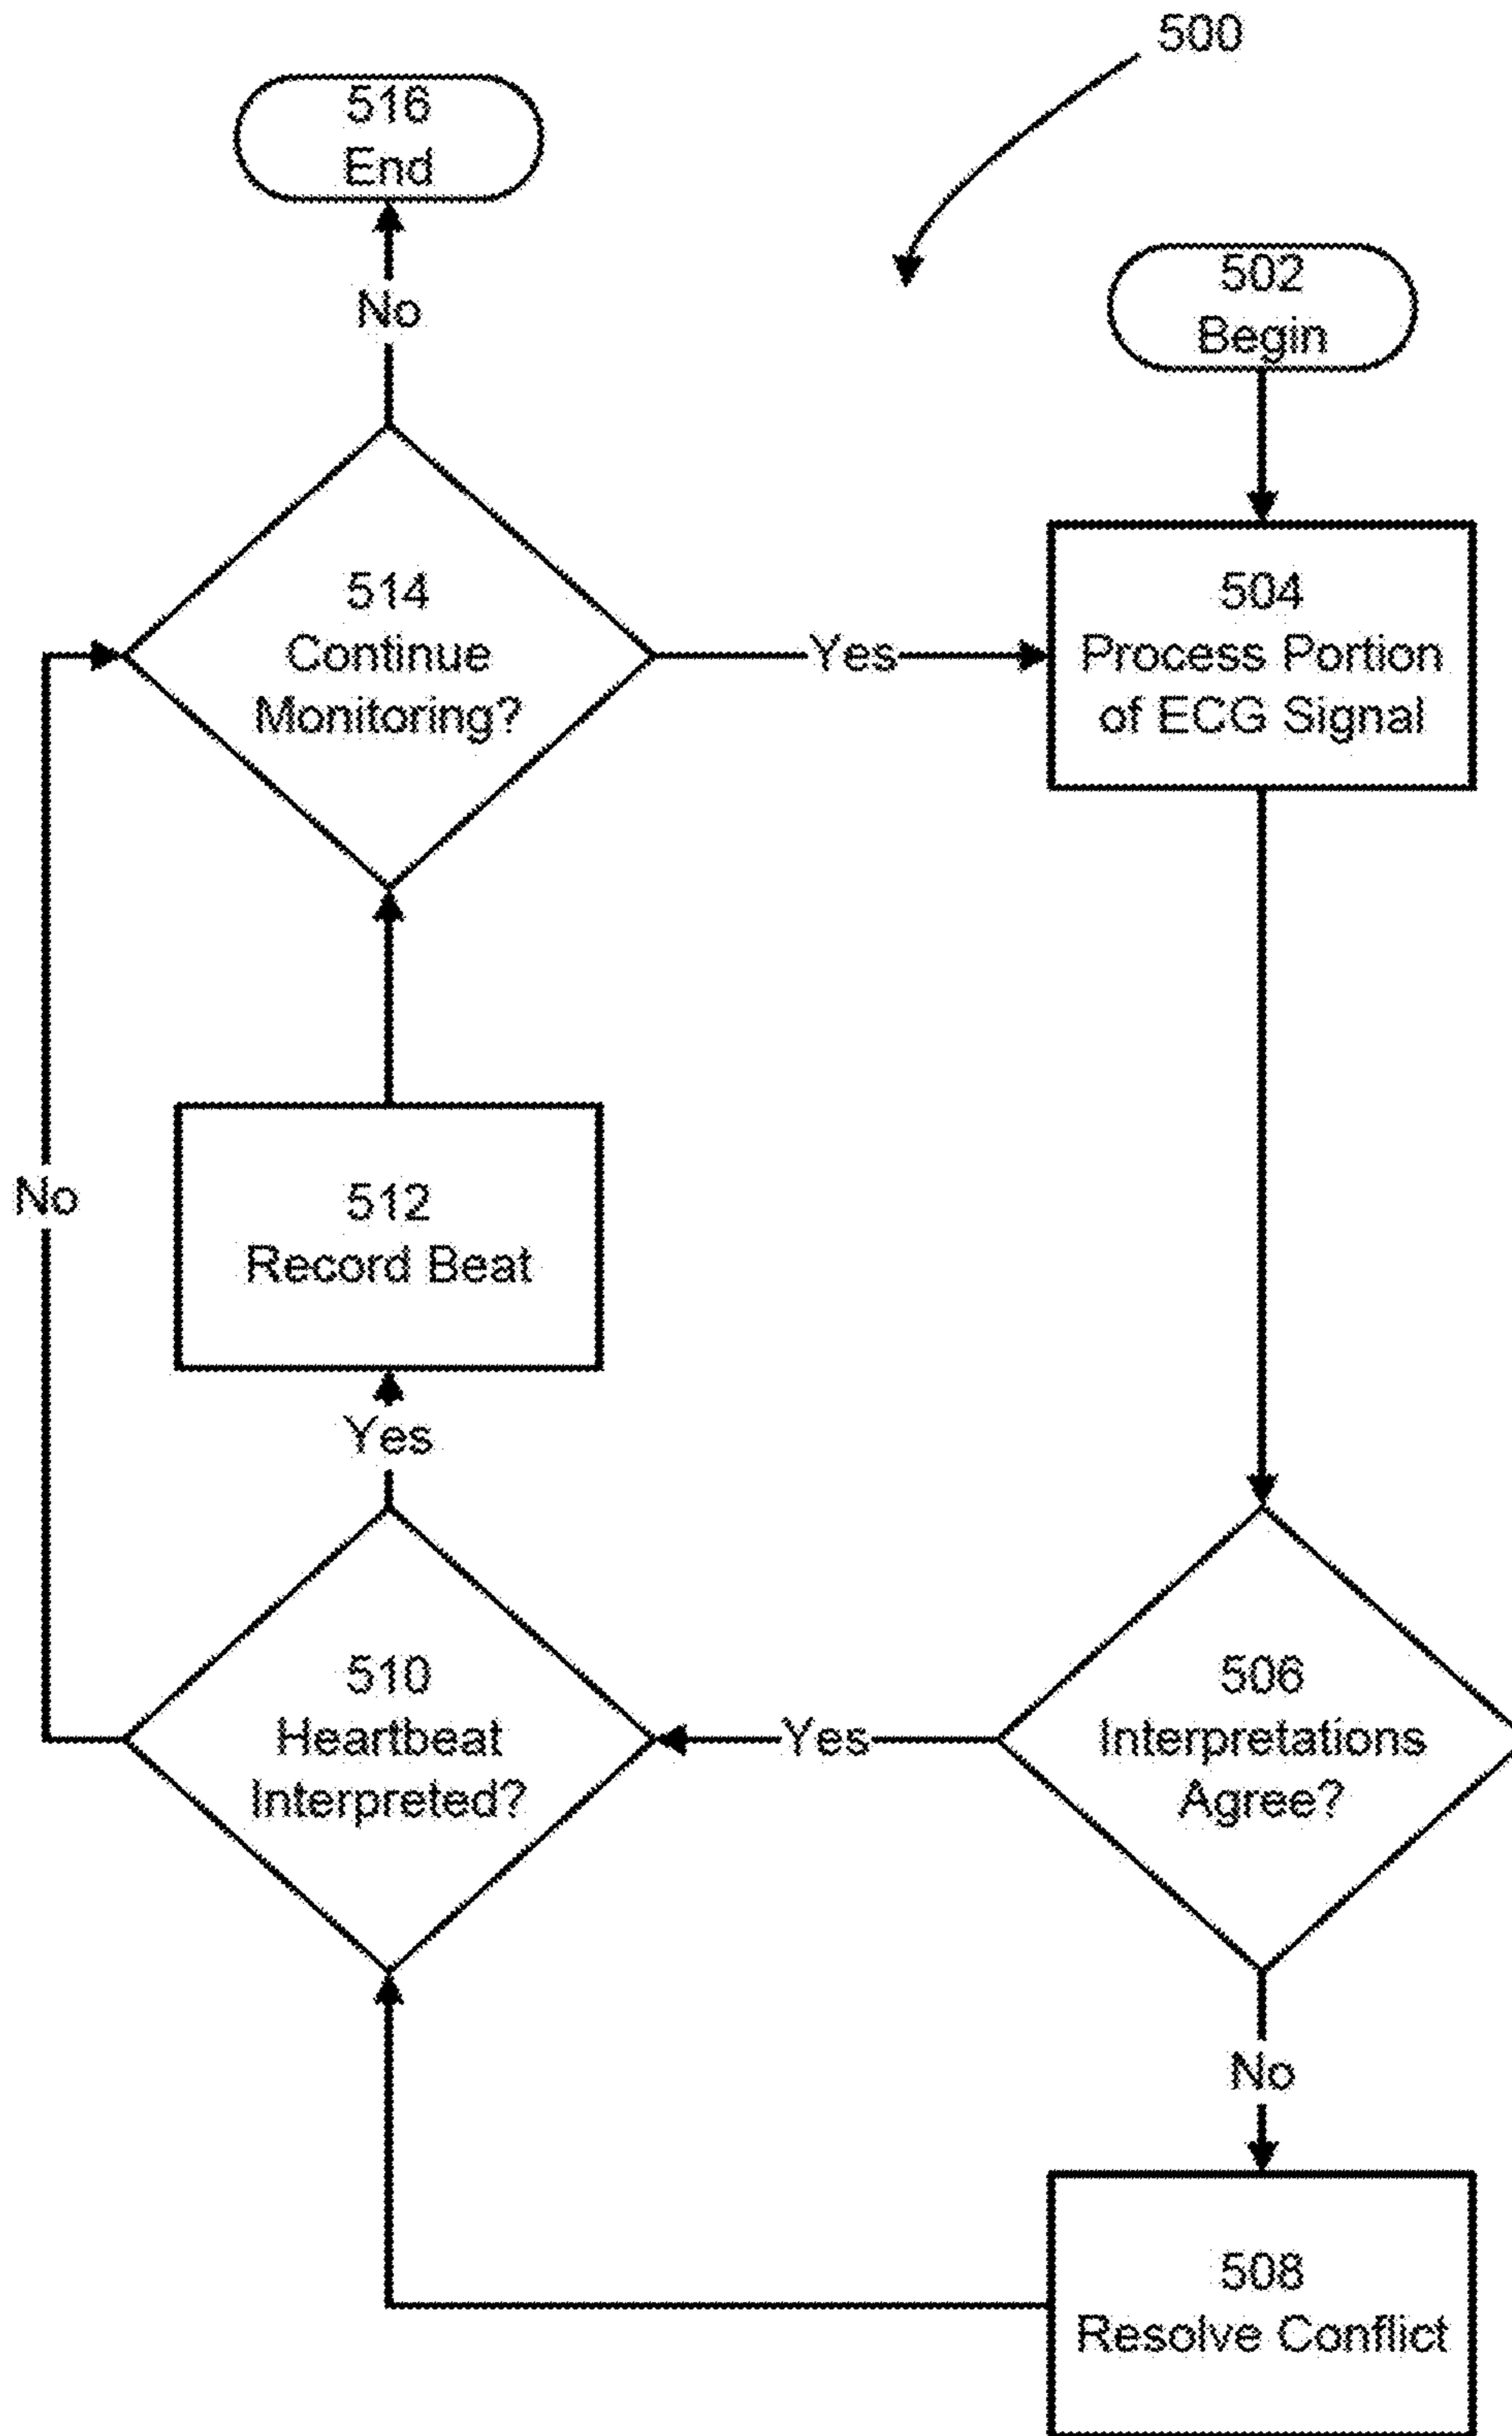 500
516
End
502
Begin
No
514
Continue
Monitoring?
Yes
504
Process Portion
of ECG Signal
No
512
Record Beat
Yes
510
Heartbeat
Interpreted?
Yes
506
Interpretations
Agree?
No
508
Resolve Conflict